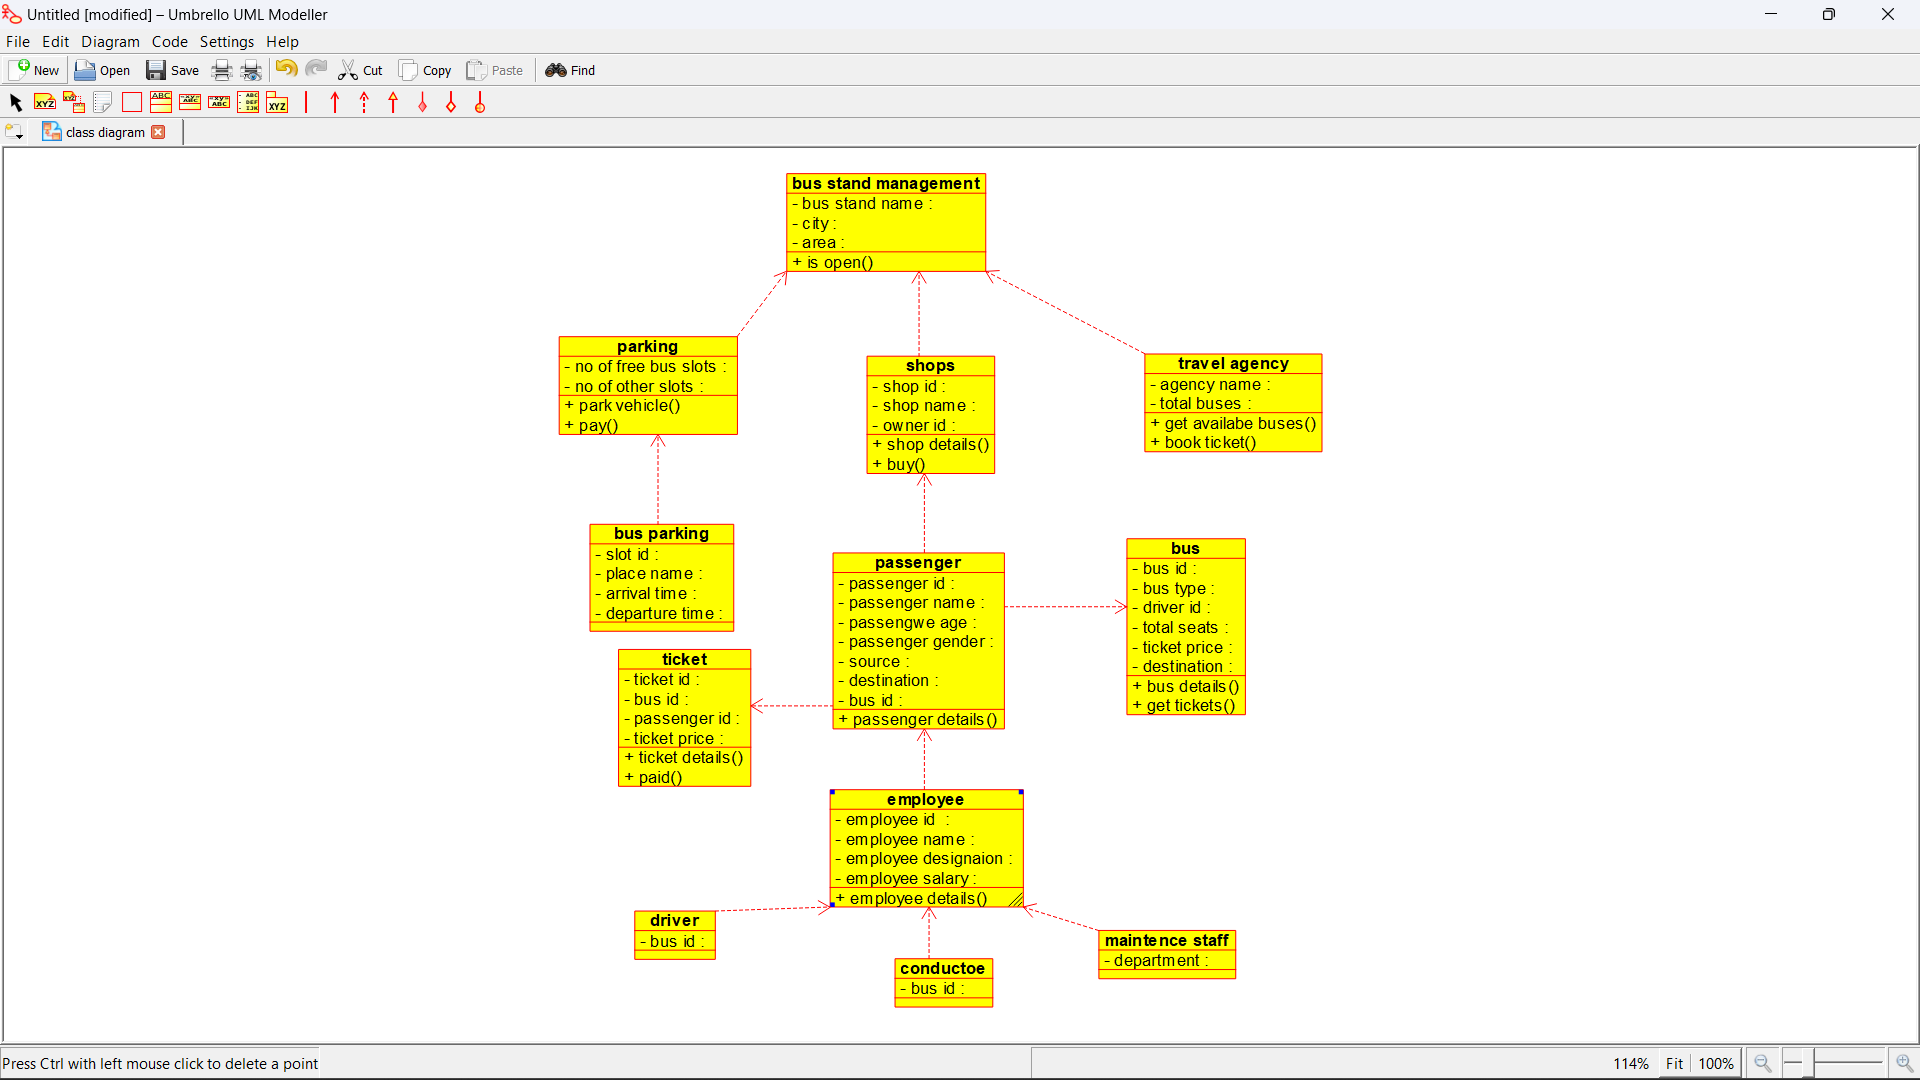 Untitled [modified] – Umbrello UML Modeller
File Edit Diagram Code Settings Help
New Open Save Cut Copy Paste Find
class diagram
bus stand management
- bus stand name :
- city :
- area :
+ is open()
parking
- no of free bus slots :
- no of other slots :
+ park vehicle()
+ pay()
shops
- shop id :
- shop name :
- owner id :
+ shop details()
+ buy()
travel agency
- agency name :
- total buses :
+ get availabe buses()
+ book ticket()
bus parking
- slot id :
- place name :
- arrival time :
- departure time :
passenger
- passenger id :
- passenger name :
- passengwe age :
- passenger gender :
- source :
- destination :
- bus id :
+ passenger details()
bus
- bus id :
- bus type :
- driver id :
- total seats :
- ticket price :
- destination :
+ bus details()
+ get tickets()
ticket
- ticket id :
- bus id :
- passenger id :
- ticket price :
+ ticket details()
+ paid()
employee
- employee id :
- employee name :
- employee designaion :
- employee salary :
+ employee details()
driver
- bus id :
conductoe
- bus id :
maintence staff
- department :
Press Ctrl with left mouse click to delete a point
114% Fit 100%